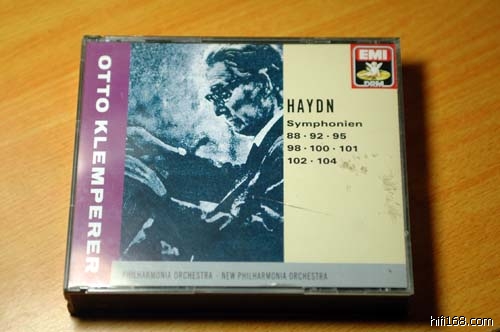 OTTO KLEMPERER
EMI
DRM
HAYDN
Symphonien
88 · 92 · 95
98 · 100 · 101
102 · 104
PHILHARMONIA ORCHESTRA · NEW PHILHARMONIA ORCHESTRA
hifi168.com